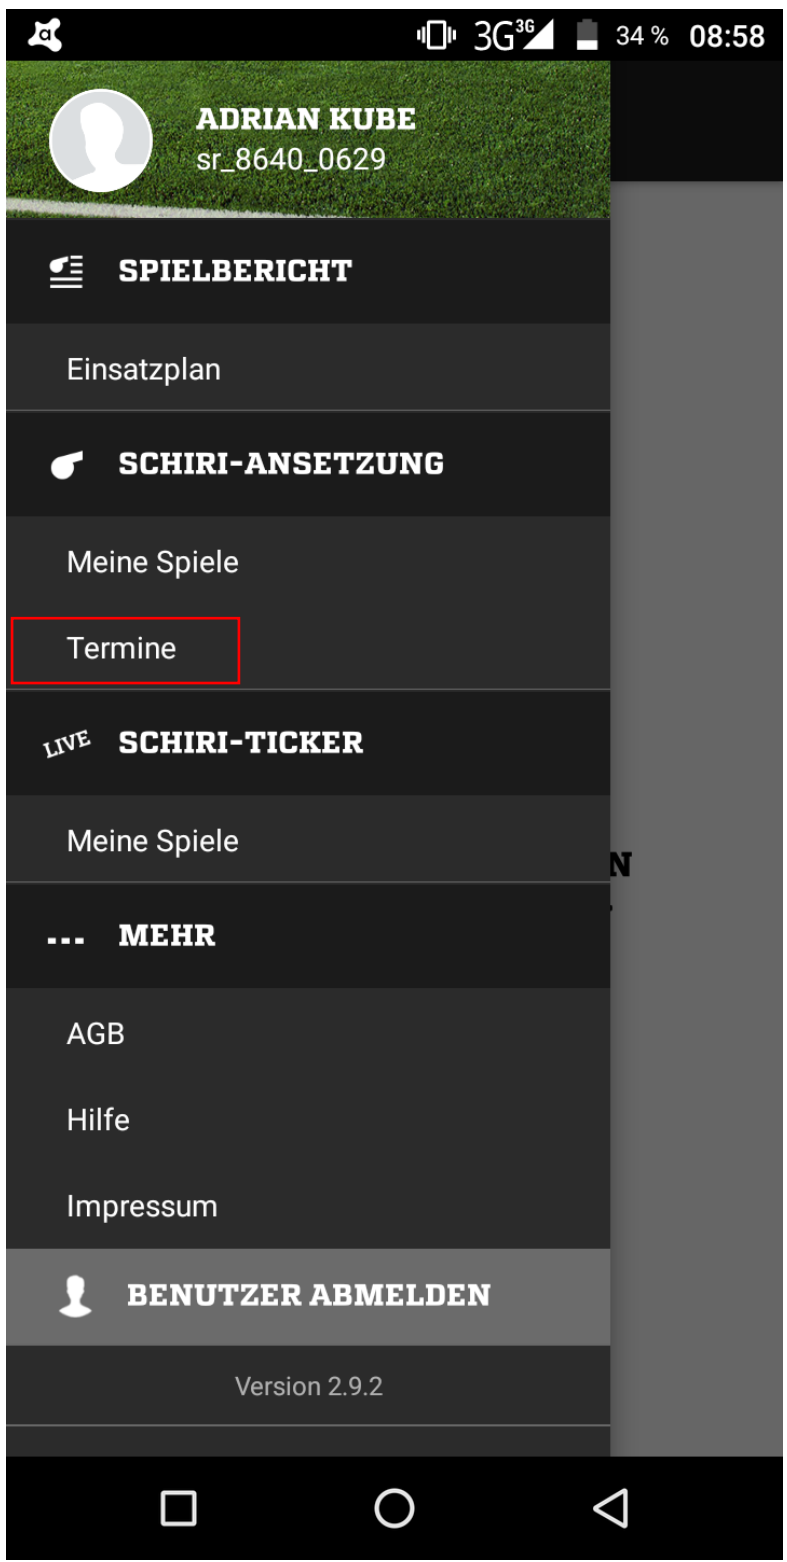 3G 3G 34 % 08:58
ADRIAN KUBE
sr_8640_0629
SPIELBERICHT
Einsatzplan
SCHIRI-ANSETZUNG
Meine Spiele
Termine
LIVE SCHIRI-TICKER
Meine Spiele
N
MEHR
AGB
Hilfe
Impressum
BENUTZER ABMELDEN
Version 2.9.2